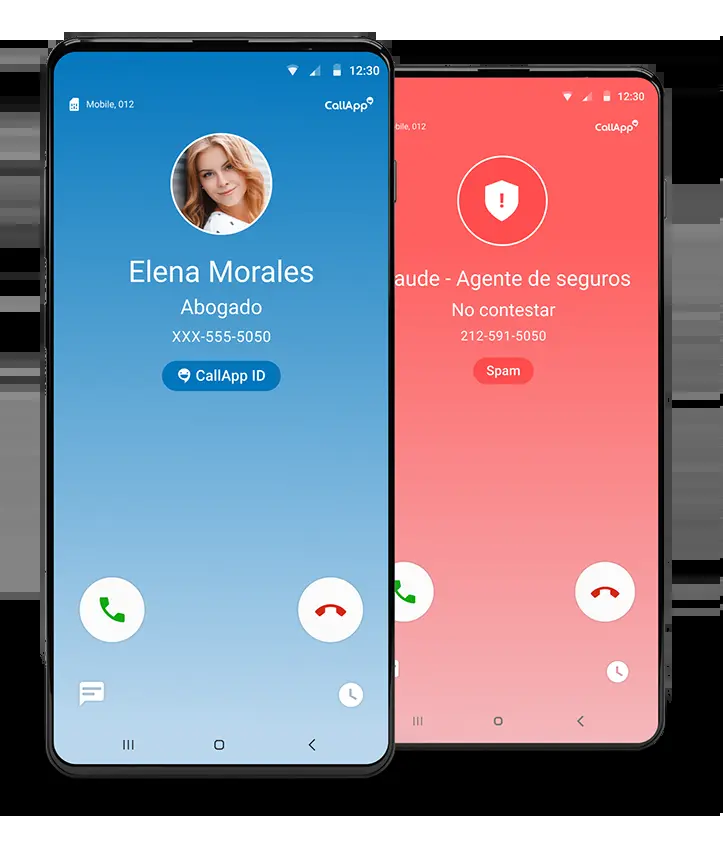 12:30
Mobile, 012
CallApp
Elena Morales
Abogado
XXX-555-5050
CallApp ID
12:30
bile, 012
CallApp
aude - Agente de seguros
No contestar
212-591-5050
Spam